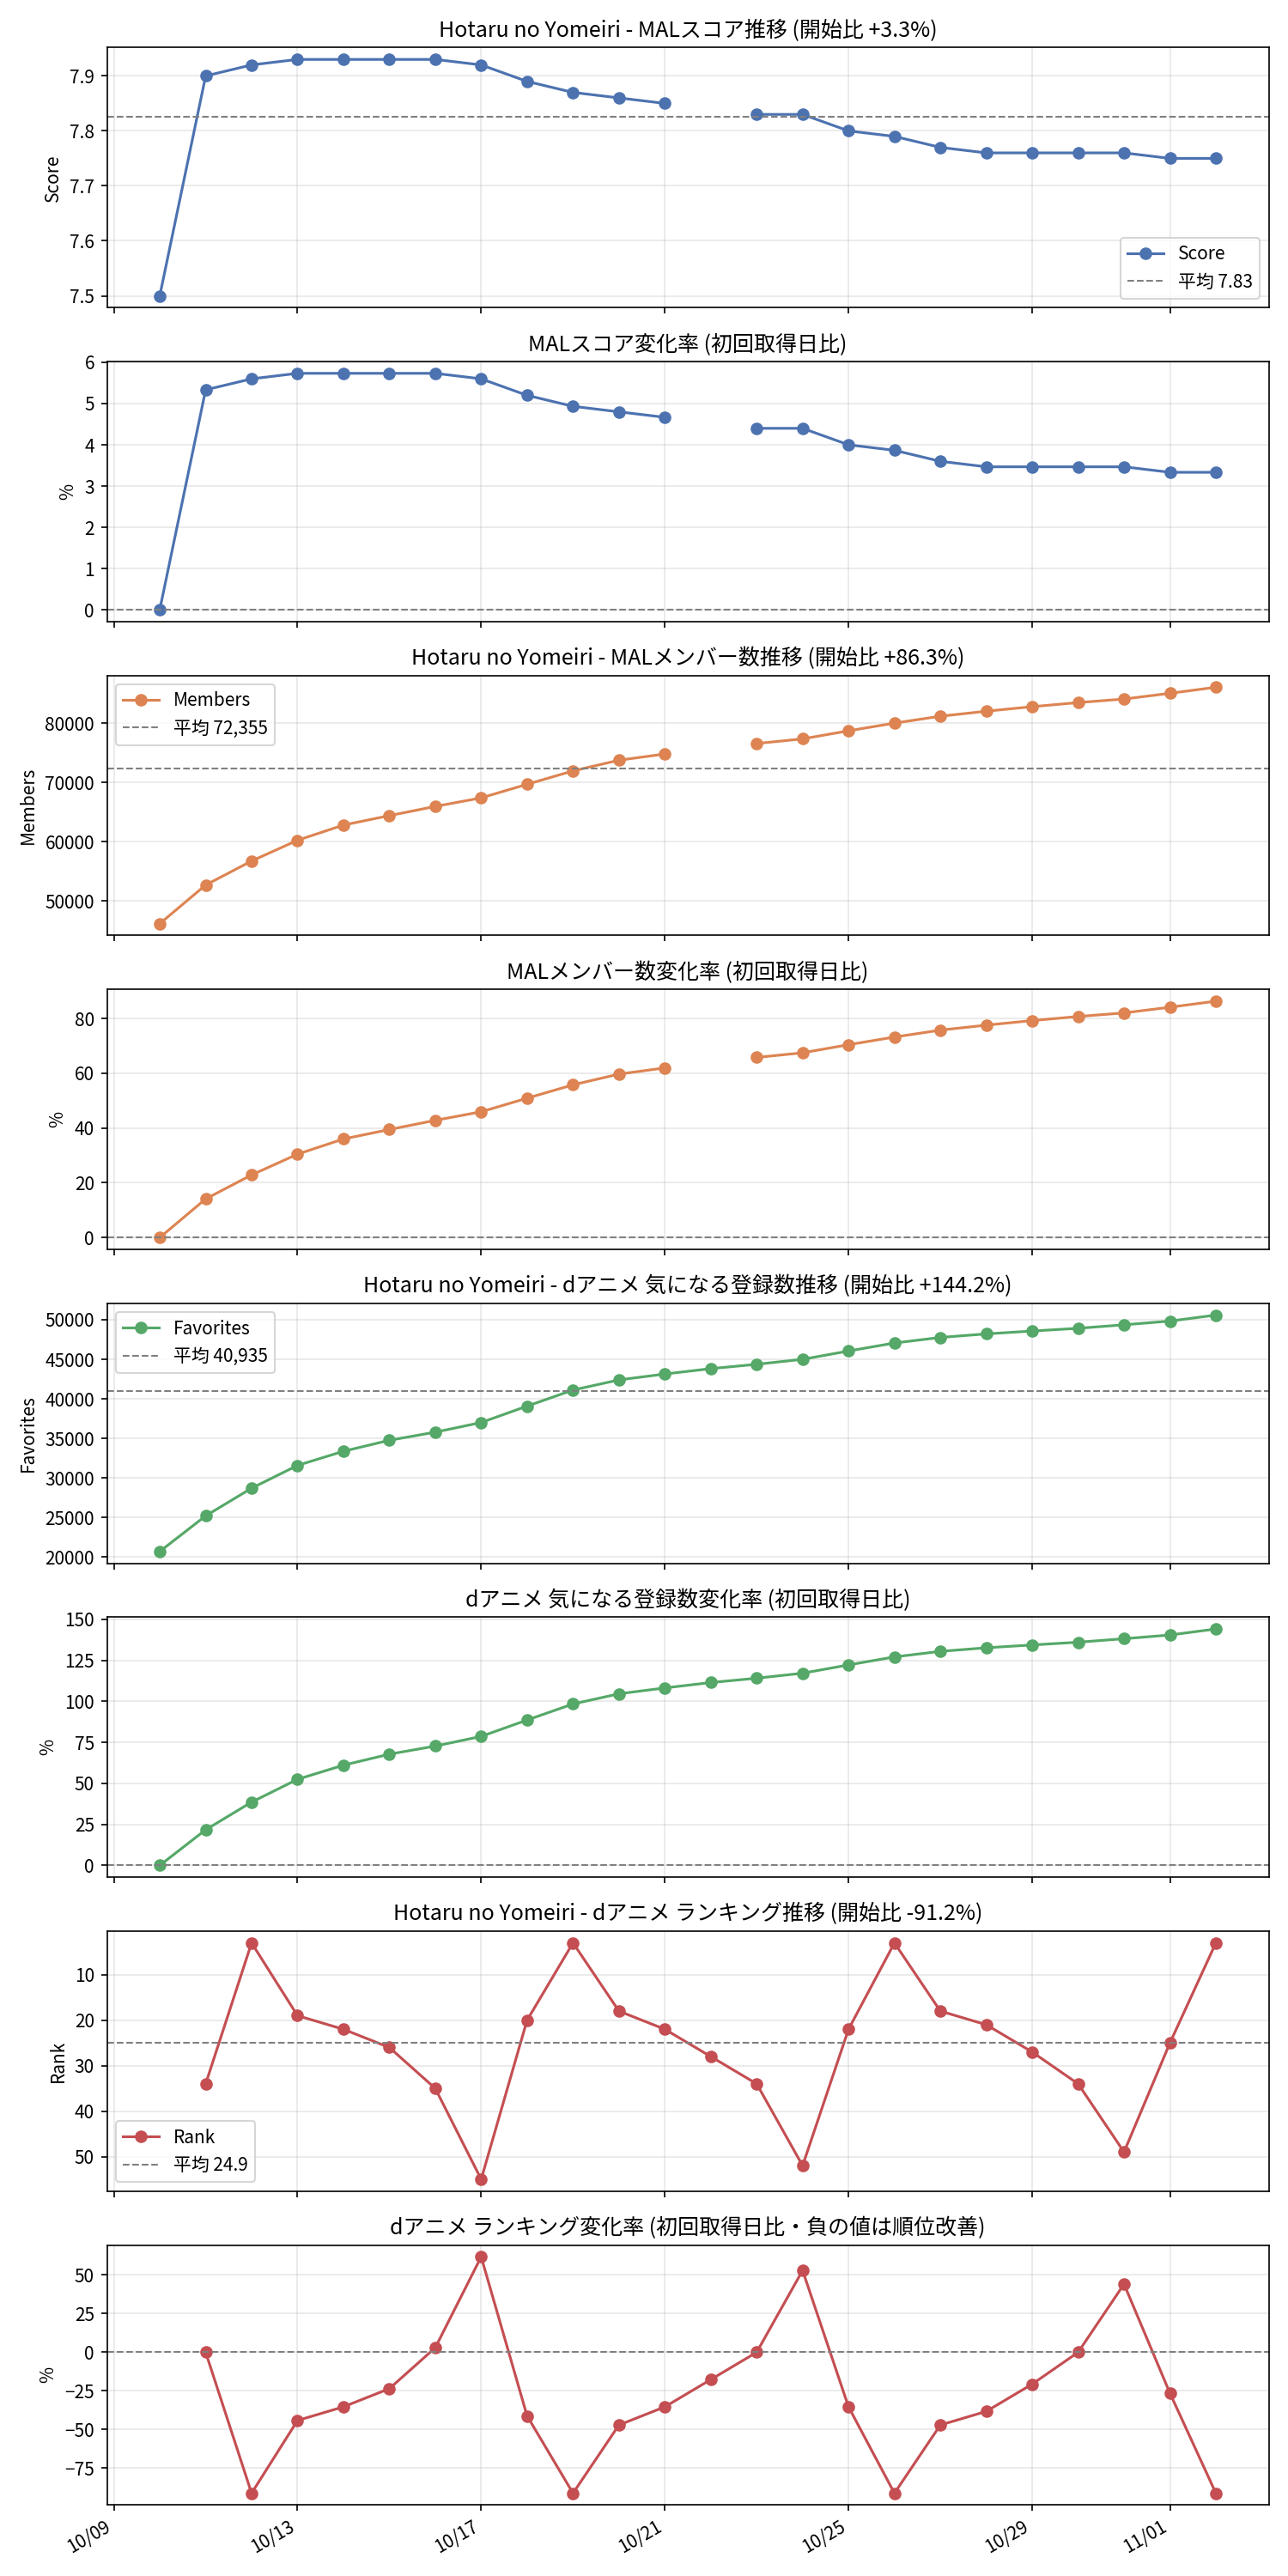 Hotaru no Yomeiri - MALスコア推移 (開始比 +3.3%)
Score
7.9
7.8
7.7
7.6
7.5
Score
平均 7.83
MALスコア変化率 (初回取得日比)
%
6
5
4
3
2
1
0
Hotaru no Yomeiri - MALメンバー数推移 (開始比 +86.3%)
Members
80000
70000
60000
50000
Members
平均 72,355
MALメンバー数変化率 (初回取得日比)
%
80
60
40
20
0
Hotaru no Yomeiri - dアニメ 気になる登録数推移 (開始比 +144.2%)
Favorites
50000
45000
40000
35000
30000
25000
20000
Favorites
平均 40,935
dアニメ 気になる登録数変化率 (初回取得日比)
%
150
125
100
75
50
25
0
Hotaru no Yomeiri - dアニメ ランキング推移 (開始比 -91.2%)
Rank
10
20
30
40
50
Rank
平均 24.9
dアニメ ランキング変化率 (初回取得日比・負の値は順位改善)
%
50
25
0
−25
−50
−75
10/09
10/13
10/17
10/21
10/25
10/29
11/01